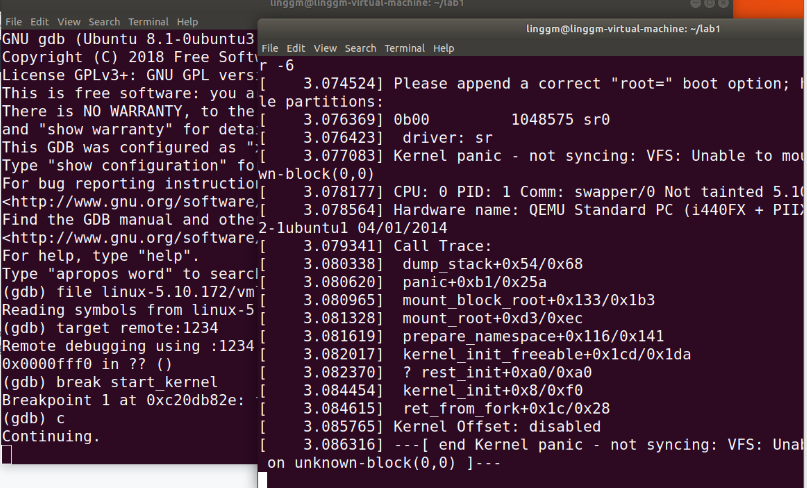 linggm@linggm-virtual-machine: ~/lab1
File Edit View Search Terminal Help
GNU gdb (Ubuntu 8.1-0ubuntu3
Copyright (C) 2018 Free Soft
License GPLv3+: GNU GPL vers
This is free software: you a
There is NO WARRANTY, to the
and "show warranty" for deta
This GDB was configured as "
Type "show configuration" fo
For bug reporting instruction
<http://www.gnu.org/software/
Find the GDB manual and othe
<http://www.gnu.org/software/
For help, type "help".
Type "apropos word" to search
(gdb) file linux-5.10.172/vm
Reading symbols from linux-5
(gdb) target remote:1234
Remote debugging using :1234
0x0000fff0 in ?? ()
(gdb) break start_kernel
Breakpoint 1 at 0xc20db82e:
(gdb) c
Continuing.
linggm@linggm-virtual-machine: ~/lab1
File Edit View Search Terminal Help
r -6
[    3.074524] Please append a correct "root=" boot option;
le partitions:
[    3.076369] 0b00         1048575 sr0
[    3.076423]  driver: sr
[    3.077083] Kernel panic - not syncing: VFS: Unable to mou
wn-block(0,0)
[    3.078177] CPU: 0 PID: 1 Comm: swapper/0 Not tainted 5.10
[    3.078564] Hardware name: QEMU Standard PC (i440FX + PIIX
2-1ubuntu1 04/01/2014
[    3.079341] Call Trace:
[    3.080338]  dump_stack+0x54/0x68
[    3.080620]  panic+0xb1/0x25a
[    3.080965]  mount_block_root+0x133/0x1b3
[    3.081328]  mount_root+0xd3/0xec
[    3.081619]  prepare_namespace+0x116/0x141
[    3.082017]  kernel_init_freeable+0x1cd/0x1da
[    3.082370]  ? rest_init+0xa0/0xa0
[    3.084454]  kernel_init+0x8/0xf0
[    3.084615]  ret_from_fork+0x1c/0x28
[    3.085765] Kernel Offset: disabled
[    3.086316] ---[ end Kernel panic - not syncing: VFS: Unab
 on unknown-block(0,0) ]---